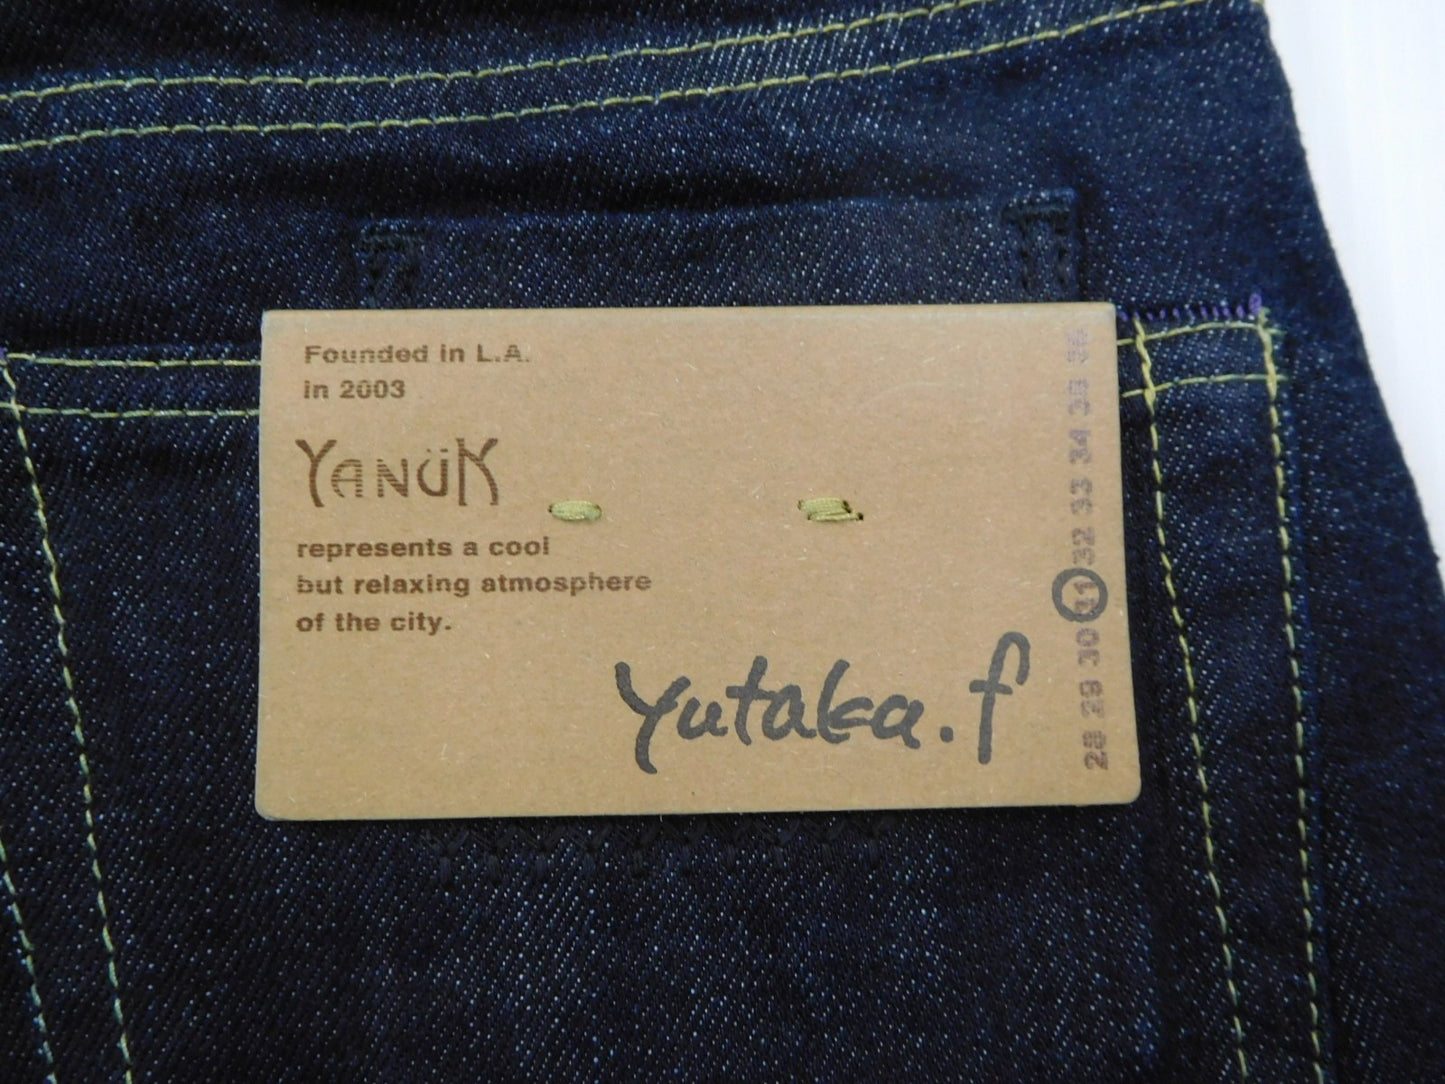 Founded in L.A.
in 2003
YANÜK
represents a cool
but relaxing atmosphere
of the city.
Yutaka.f
28 29 30 31 32 33 34 35 36